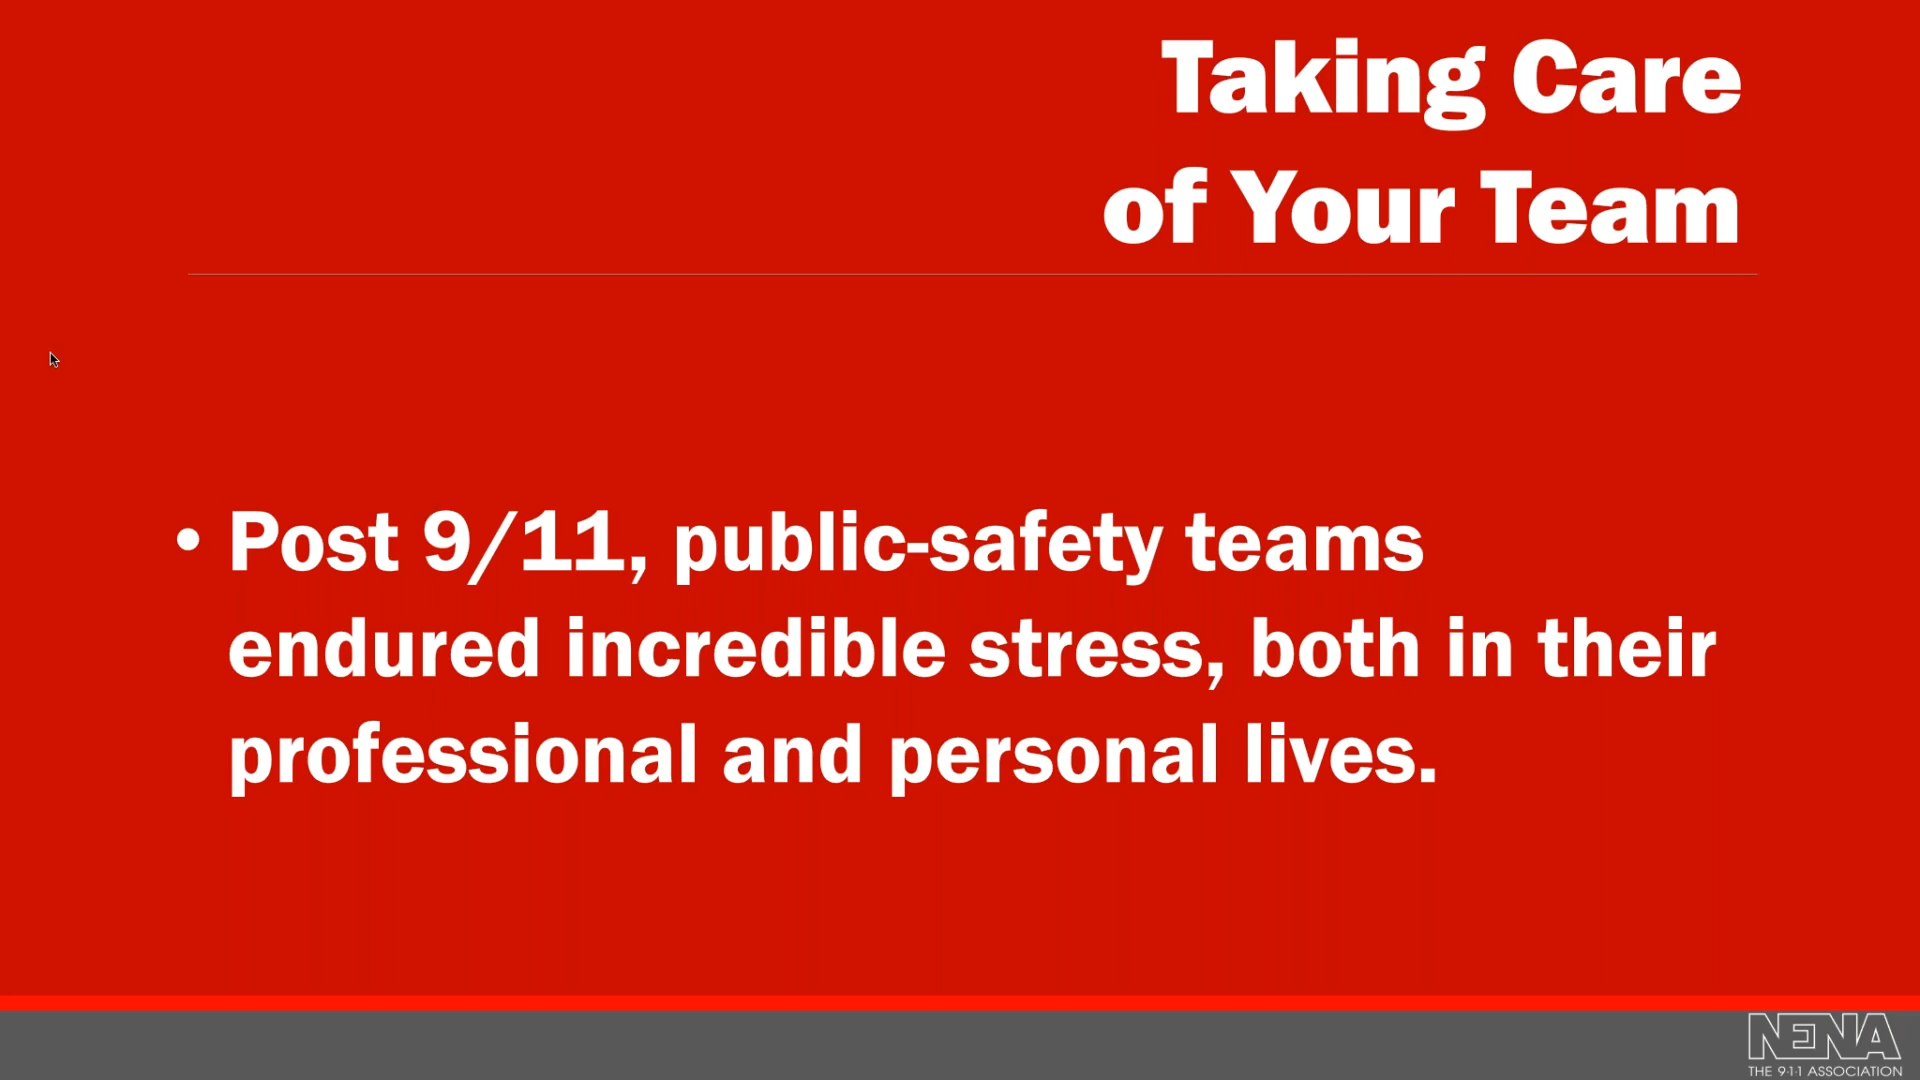 Taking Care
of Your Team
• Post 9/11, public-safety teams
endured incredible stress, both in their
professional and personal lives.
NENA
THE 9-1-1 ASSOCIATION